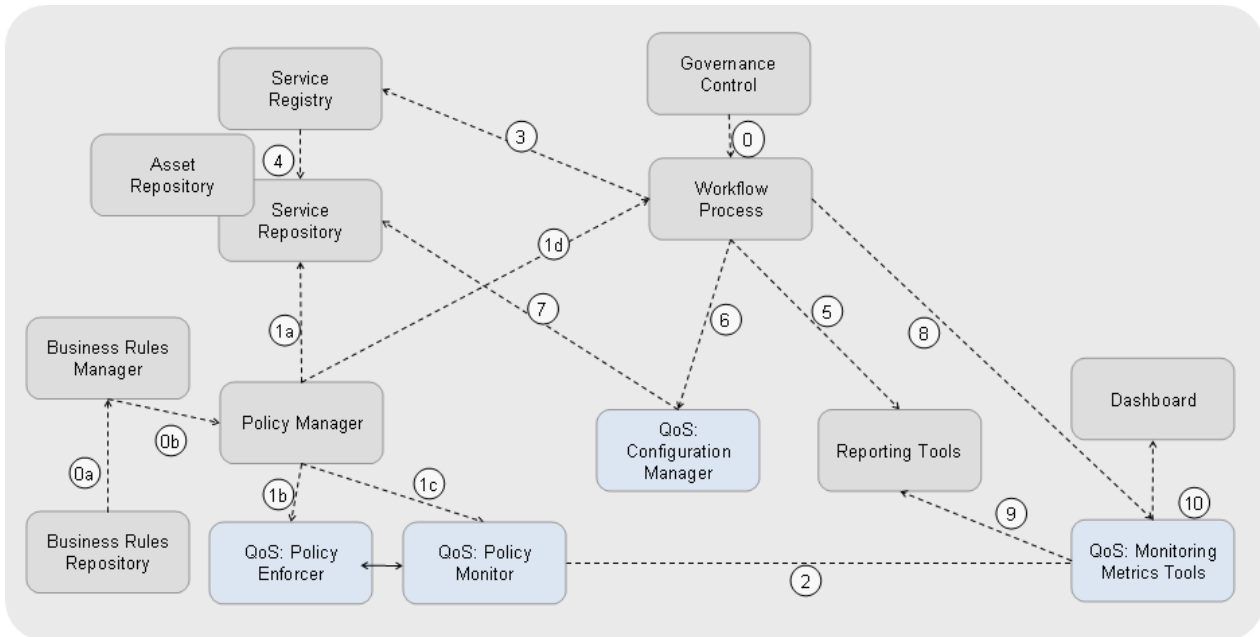 Service
Registry
Governance
Control
3
0
Asset
Repository
4
Workflow
Process
Service
Repository
1d
1a
7
6
5
8
Business Rules
Manager
Policy Manager
0b
0a
QoS:
Configuration
Manager
Reporting Tools
Dashboard
1b
1c
9
10
Business Rules
Repository
QoS: Policy
Enforcer
QoS: Policy
Monitor
2
QoS: Monitoring
Metrics Tools